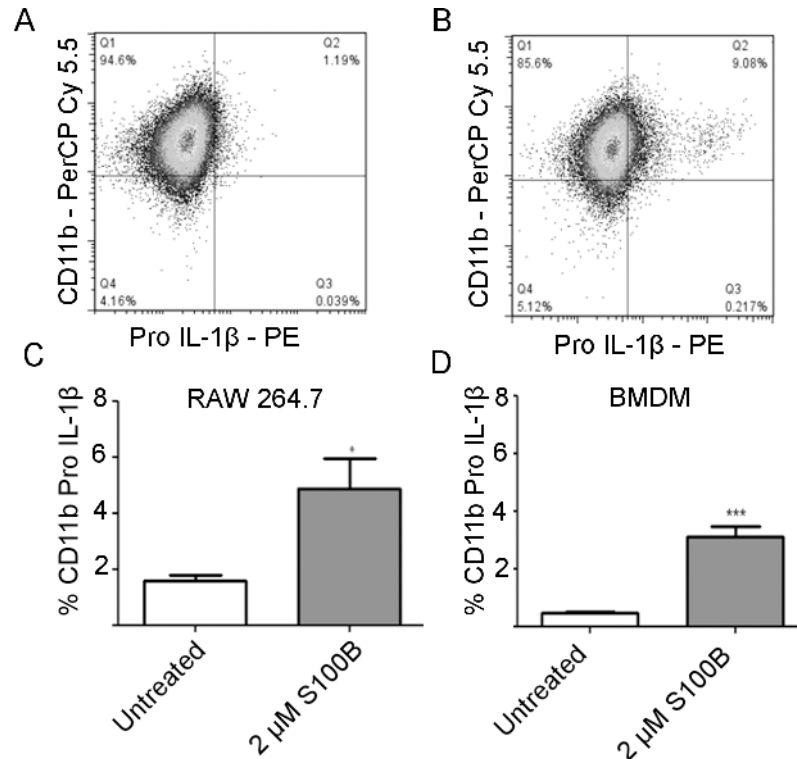 A
CD11b - PerCP Cy 5.5
Q1
94.6%
Q2
1.19%
Q4
4.16%
Q3
0.039%
Pro IL-1β - PE
B
CD11b - PerCP Cy 5.5
Q1
85.6%
Q2
9.08%
Q4
5.12%
Q3
0.217%
Pro IL-1β - PE
C
RAW 264.7
% CD11b Pro IL-1β
8
6
4
2
*
Untreated
2 µM S100B
D
BMDM
% CD11b Pro IL-1β
8
6
4
2
***
Untreated
2 µM S100B